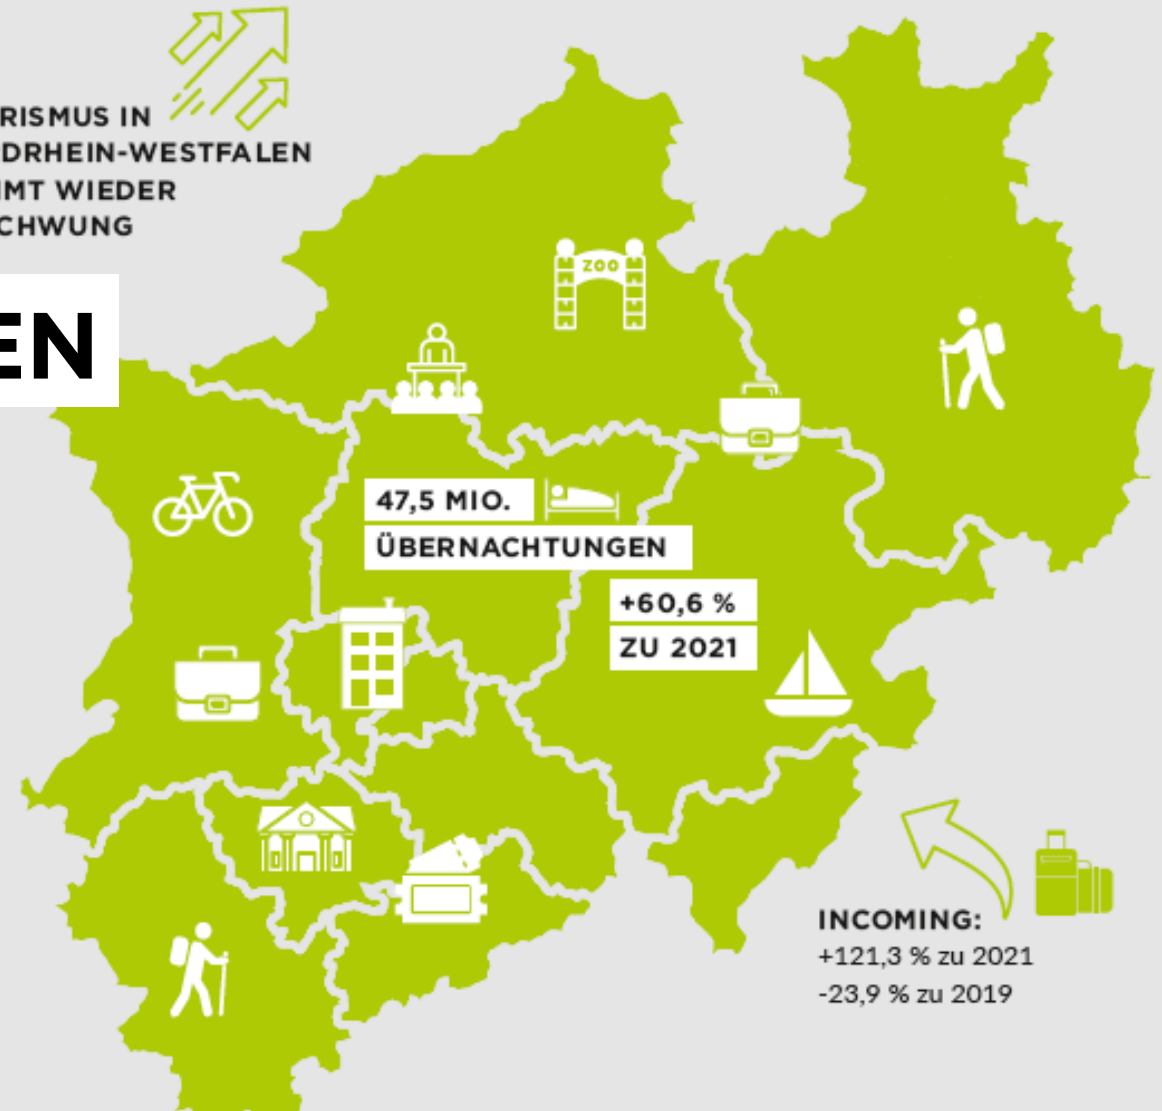 RISMUS IN
DRHEIN-WESTFALEN
MT WIEDER
CHWUNG
EN
ZOO
47,5 MIO.
ÜBERNACHTUNGEN
+60,6 %
ZU 2021
INCOMING:
+121,3 % zu 2021
-23,9 % zu 2019